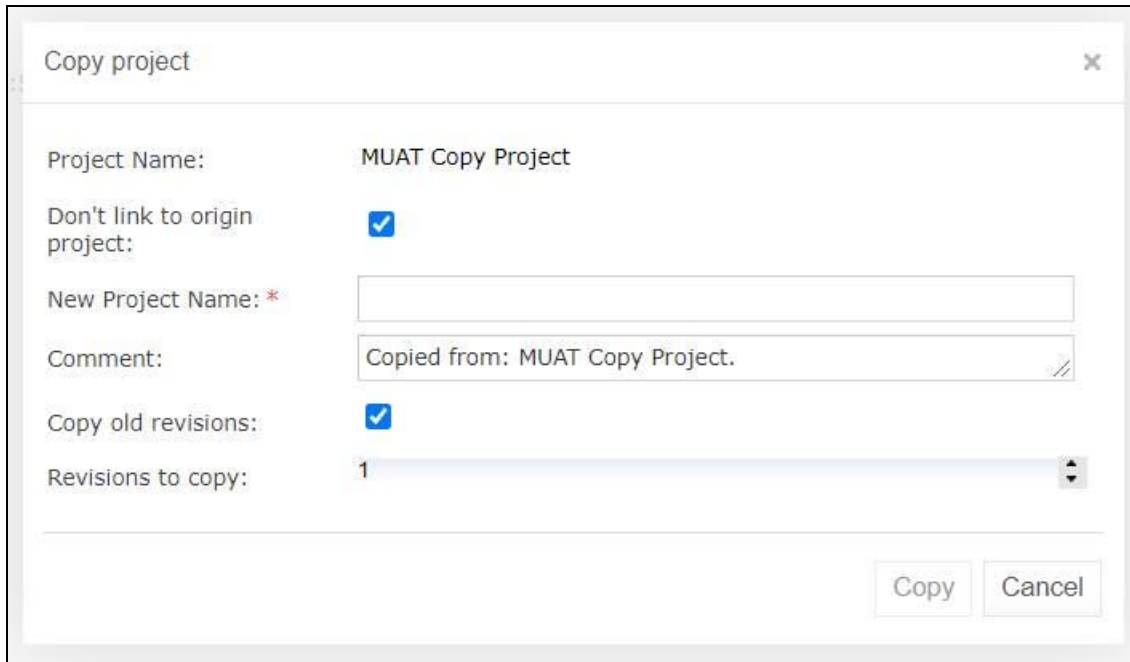 Copy project ×
Project Name: MUAT Copy Project
Don't link to origin
project:
New Project Name: *
Comment: Copied from: MUAT Copy Project.
Copy old revisions:
Revisions to copy: 1
Copy Cancel